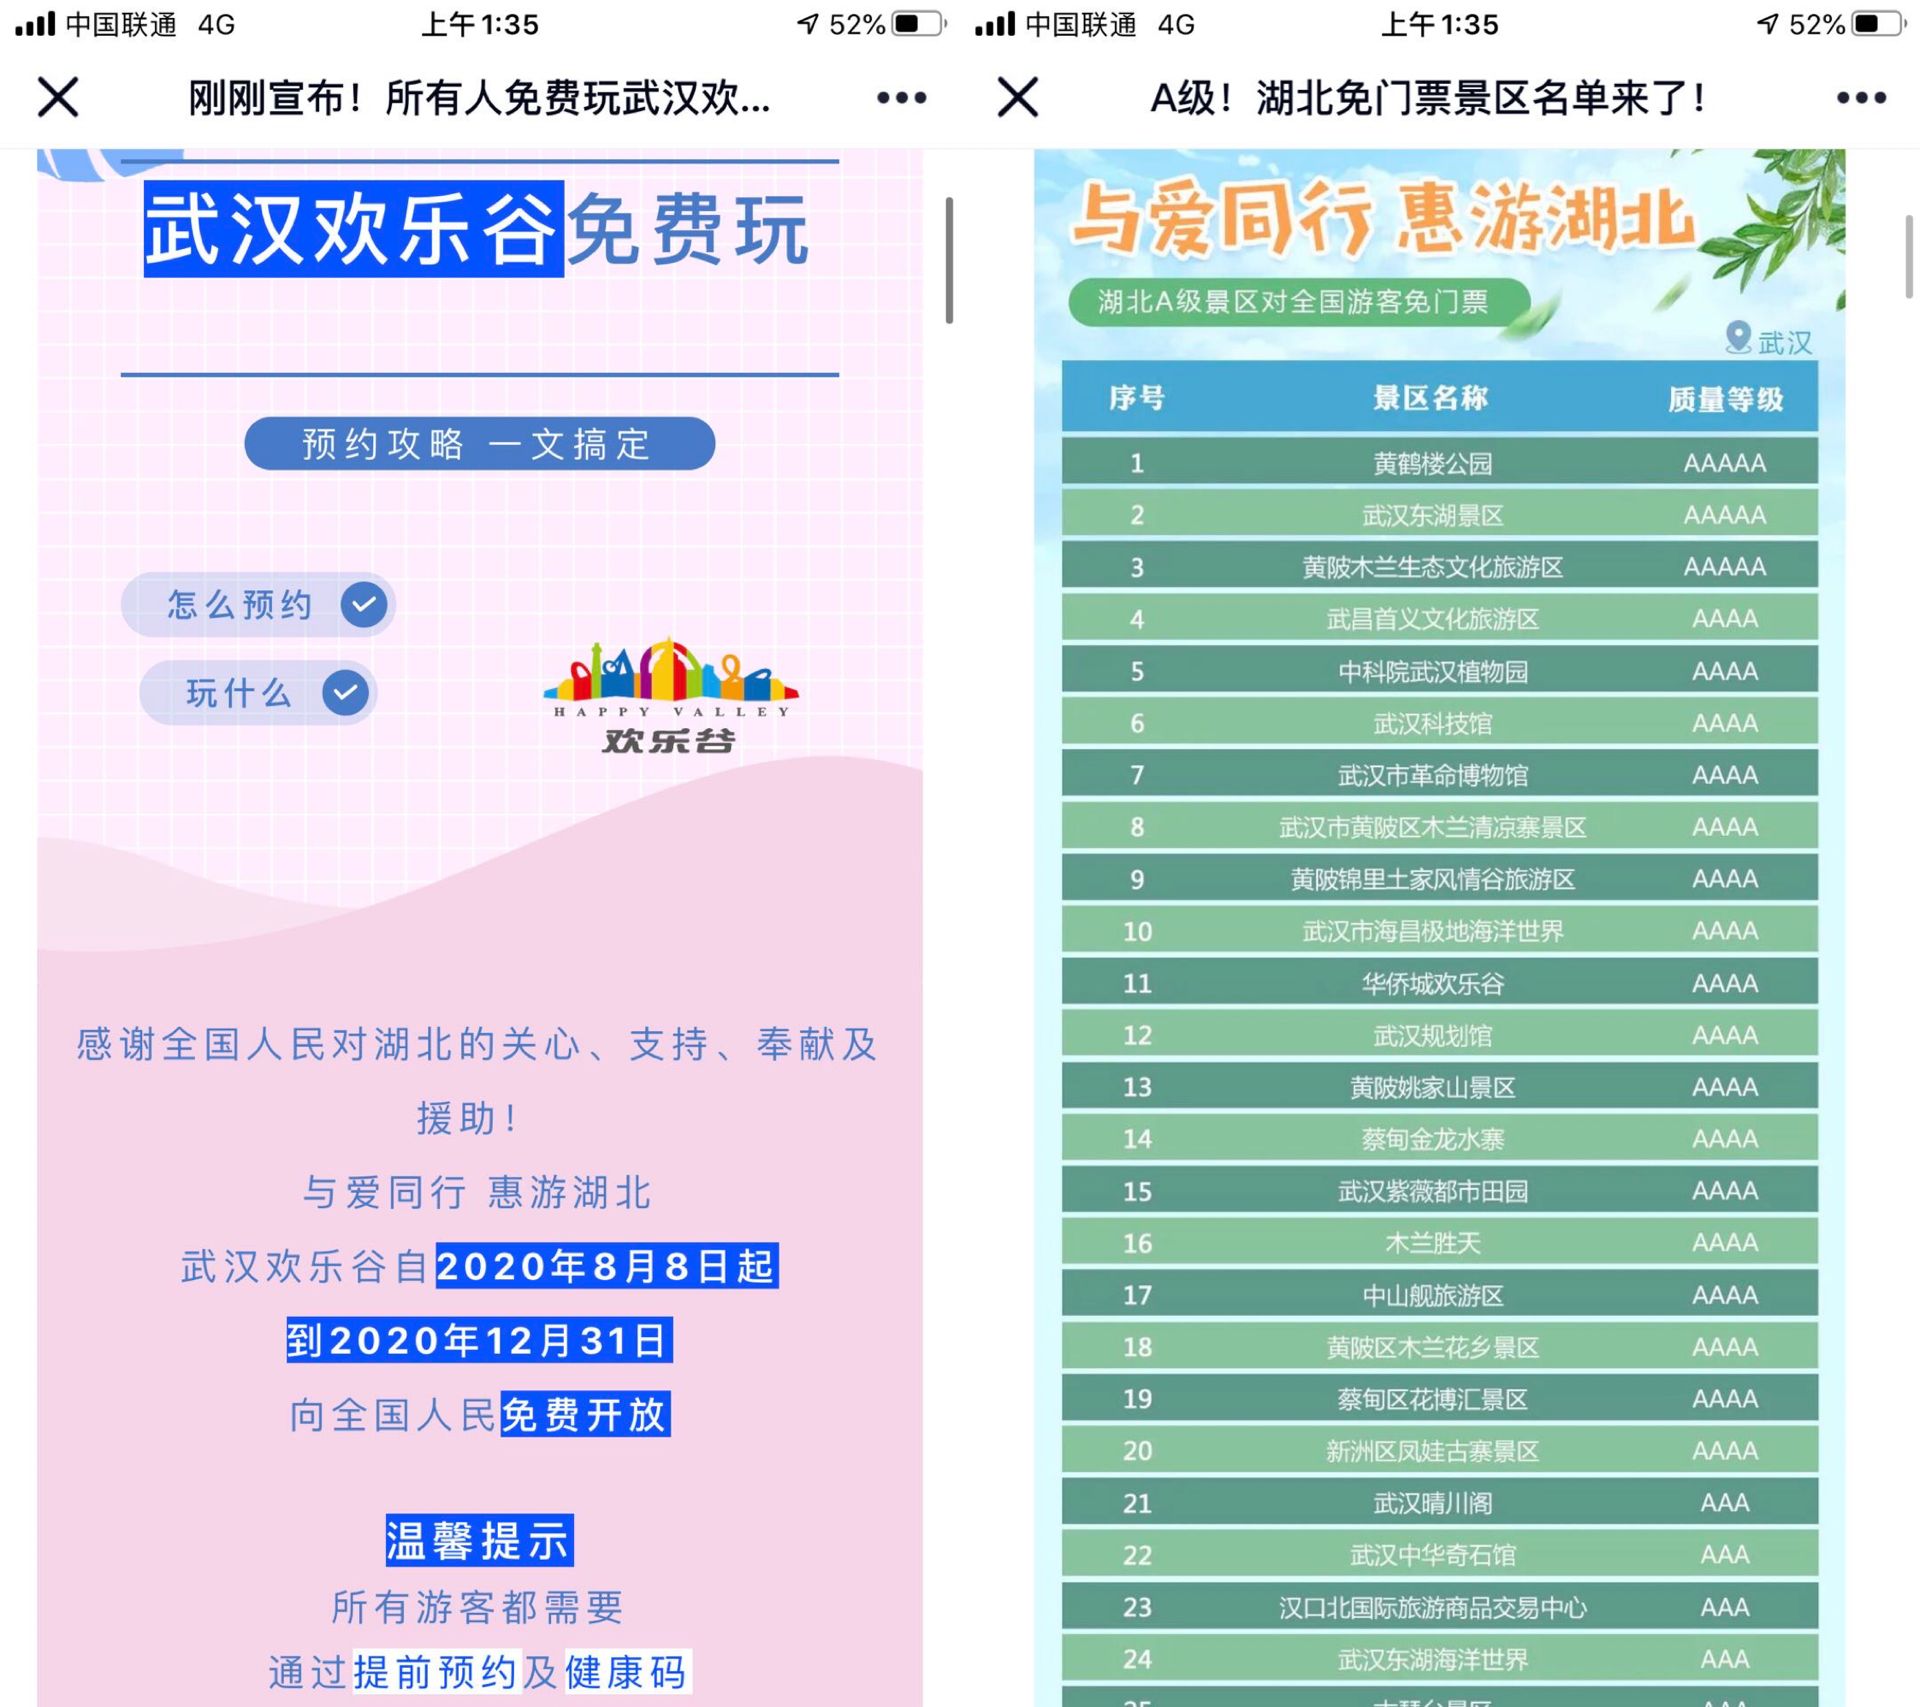 中国联通 4G 上午1:35 52%
刚刚宣布！所有人免费玩武汉欢...
武汉欢乐谷免费玩
预约攻略 一文搞定
怎么预约
玩什么
HAPPY VALLEY
欢乐谷
感谢全国人民对湖北的关心、支持、奉献及
援助！
与爱同行 惠游湖北
武汉欢乐谷自2020年8月8日起
到2020年12月31日
向全国人民免费开放
温馨提示
所有游客都需要
通过提前预约及健康码
中国联通 4G 上午1:35 52%
A级！湖北免门票景区名单来了！
与爱同行 惠游湖北
湖北A级景区对全国游客免门票
武汉
序号 景区名称 质量等级
1 黄鹤楼公园 AAAAA
2 武汉东湖景区 AAAAA
3 黄陂木兰生态文化旅游区 AAAAA
4 武昌首义文化旅游区 AAAA
5 中科院武汉植物园 AAAA
6 武汉科技馆 AAAA
7 武汉市革命博物馆 AAAA
8 武汉市黄陂区木兰清凉寨景区 AAAA
9 黄陂锦里土家风情谷旅游区 AAAA
10 武汉市海昌极地海洋世界 AAAA
11 华侨城欢乐谷 AAAA
12 武汉规划馆 AAAA
13 黄陂姚家山景区 AAAA
14 蔡甸金龙水寨 AAAA
15 武汉紫薇都市田园 AAAA
16 木兰胜天 AAAA
17 中山舰旅游区 AAAA
18 黄陂区木兰花乡景区 AAAA
19 蔡甸区花博汇景区 AAAA
20 新洲区凤娃古寨景区 AAAA
21 武汉晴川阁 AAA
22 武汉中华奇石馆 AAA
23 汉口北国际旅游商品交易中心 AAA
24 武汉东湖海洋世界 AAA